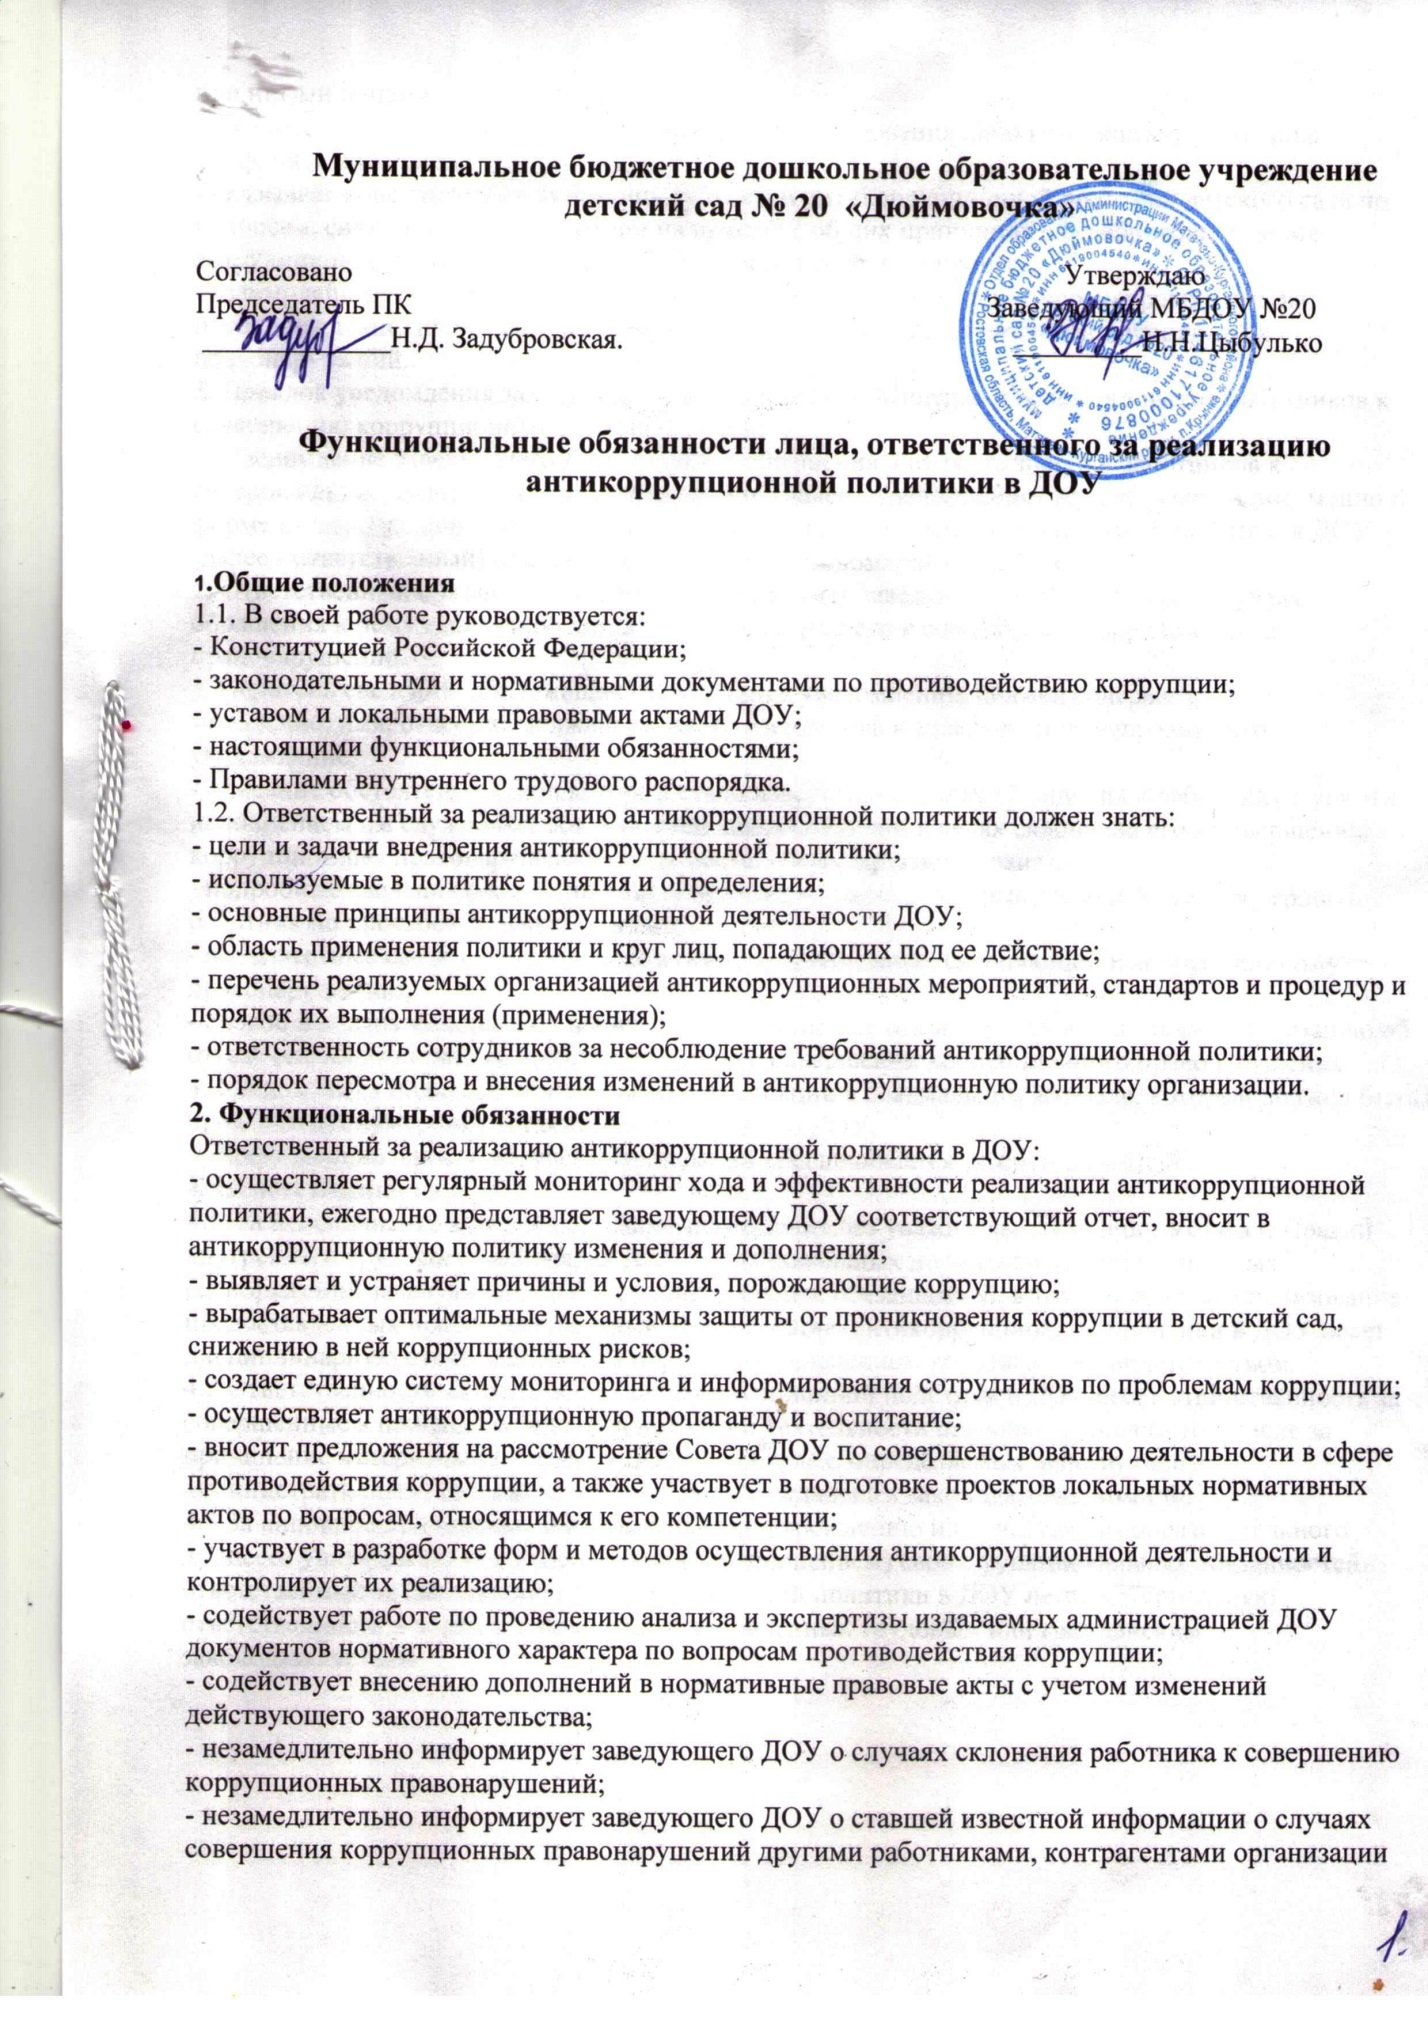 Муниципальное бюджетное дошкольное образовательное учреждение
детский сад № 20 «Дюймовочка»
Согласовано
Утверждаю
Председатель ПК
Заведующий МБДОУ №20
Н.Д. Задубровская.
Н.Н.Цыбулько
Функциональные обязанности лица, ответственного за реализацию
антикоррупционной политики в ДОУ
1.Общие положения
1.1. В своей работе руководствуется:
- Конституцией Российской Федерации;
- законодательными и нормативными документами по противодействию коррупции;
- уставом и локальными правовыми актами ДОУ;
- настоящими функциональными обязанностями;
- Правилами внутреннего трудового распорядка.
1.2. Ответственный за реализацию антикоррупционной политики должен знать:
- цели и задачи внедрения антикоррупционной политики;
- используемые в политике понятия и определения;
- основные принципы антикоррупционной деятельности ДОУ;
- область применения политики и круг лиц, попадающих под ее действие;
- перечень реализуемых организацией антикоррупционных мероприятий, стандартов и процедур и
порядок их выполнения (применения);
- ответственность сотрудников за несоблюдение требований антикоррупционной политики;
- порядок пересмотра и внесения изменений в антикоррупционную политику организации.
2. Функциональные обязанности
Ответственный за реализацию антикоррупционной политики в ДОУ:
- осуществляет регулярный мониторинг хода и эффективности реализации антикоррупционной
политики, ежегодно представляет заведующему ДОУ соответствующий отчет, вносит в
антикоррупционную политику изменения и дополнения;
- выявляет и устраняет причины и условия, порождающие коррупцию;
- вырабатывает оптимальные механизмы защиты от проникновения коррупции в детский сад,
снижению в ней коррупционных рисков;
- создает единую систему мониторинга и информирования сотрудников по проблемам коррупции;
- осуществляет антикоррупционную пропаганду и воспитание;
- вносит предложения на рассмотрение Совета ДОУ по совершенствованию деятельности в сфере
противодействия коррупции, а также участвует в подготовке проектов локальных нормативных
актов по вопросам, относящимся к его компетенции;
- участвует в разработке форм и методов осуществления антикоррупционной деятельности и
контролирует их реализацию;
- содействует работе по проведению анализа и экспертизы издаваемых администрацией ДОУ
документов нормативного характера по вопросам противодействия коррупции;
- содействует внесению дополнений в нормативные правовые акты с учетом изменений
действующего законодательства;
- незамедлительно информирует заведующего ДОУ о случаях склонения работника к совершению
коррупционных правонарушений;
- незамедлительно информирует заведующего ДОУ о ставшей известной информации о случаях
совершения коррупционных правонарушений другими работниками, контрагентами организации
1.